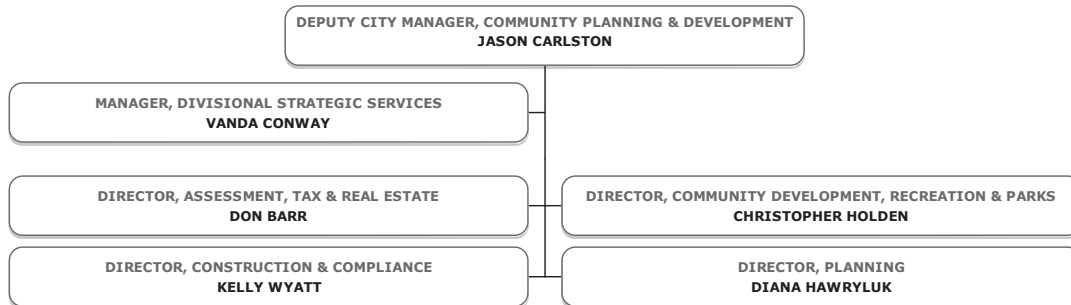 DEPUTY CITY MANAGER, COMMUNITY PLANNING & DEVELOPMENT
JASON CARLSTON
MANAGER, DIVISIONAL STRATEGIC SERVICES
VANDA CONWAY
DIRECTOR, ASSESSMENT, TAX & REAL ESTATE
DON BARR
DIRECTOR, COMMUNITY DEVELOPMENT, RECREATION & PARKS
CHRISTOPHER HOLDEN
DIRECTOR, CONSTRUCTION & COMPLIANCE
KELLY WYATT
DIRECTOR, PLANNING
DIANA HAWRYLUK